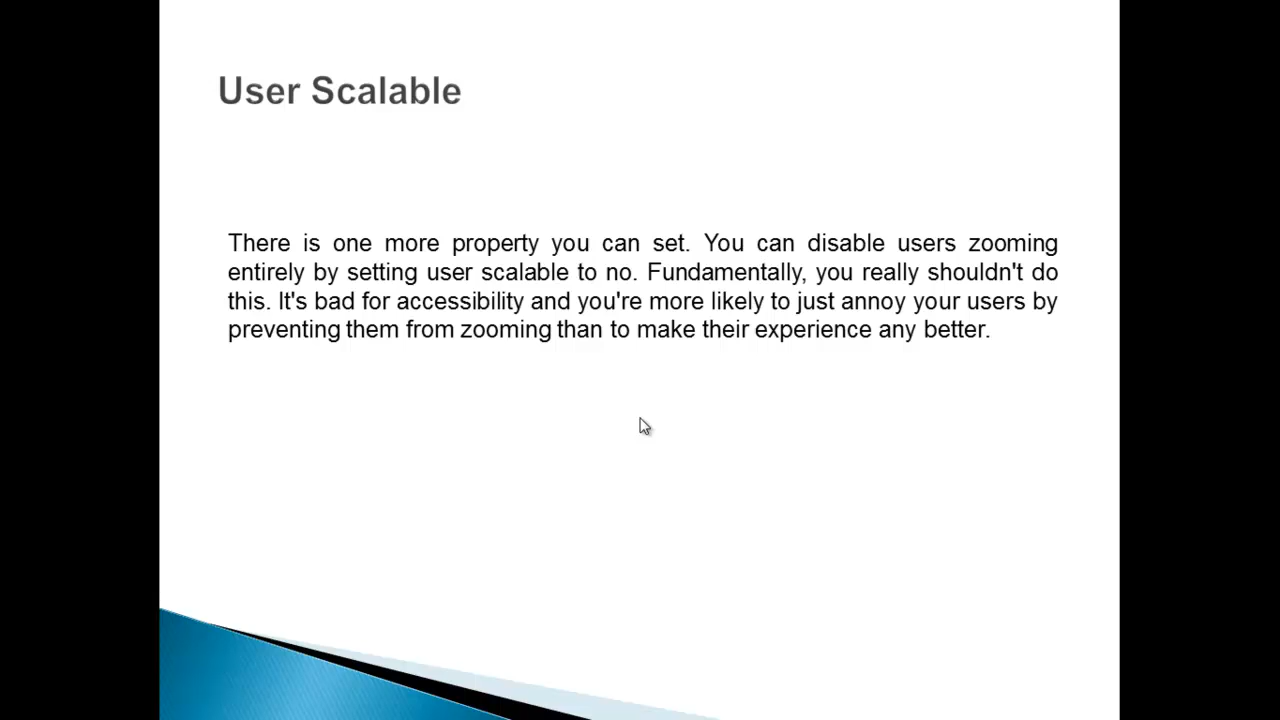 User Scalable
There is one more property you can set. You can disable users zooming
entirely by setting user scalable to no. Fundamentally, you really shouldn't do
this. It's bad for accessibility and you're more likely to just annoy your users by
preventing them from zooming than to make their experience any better.